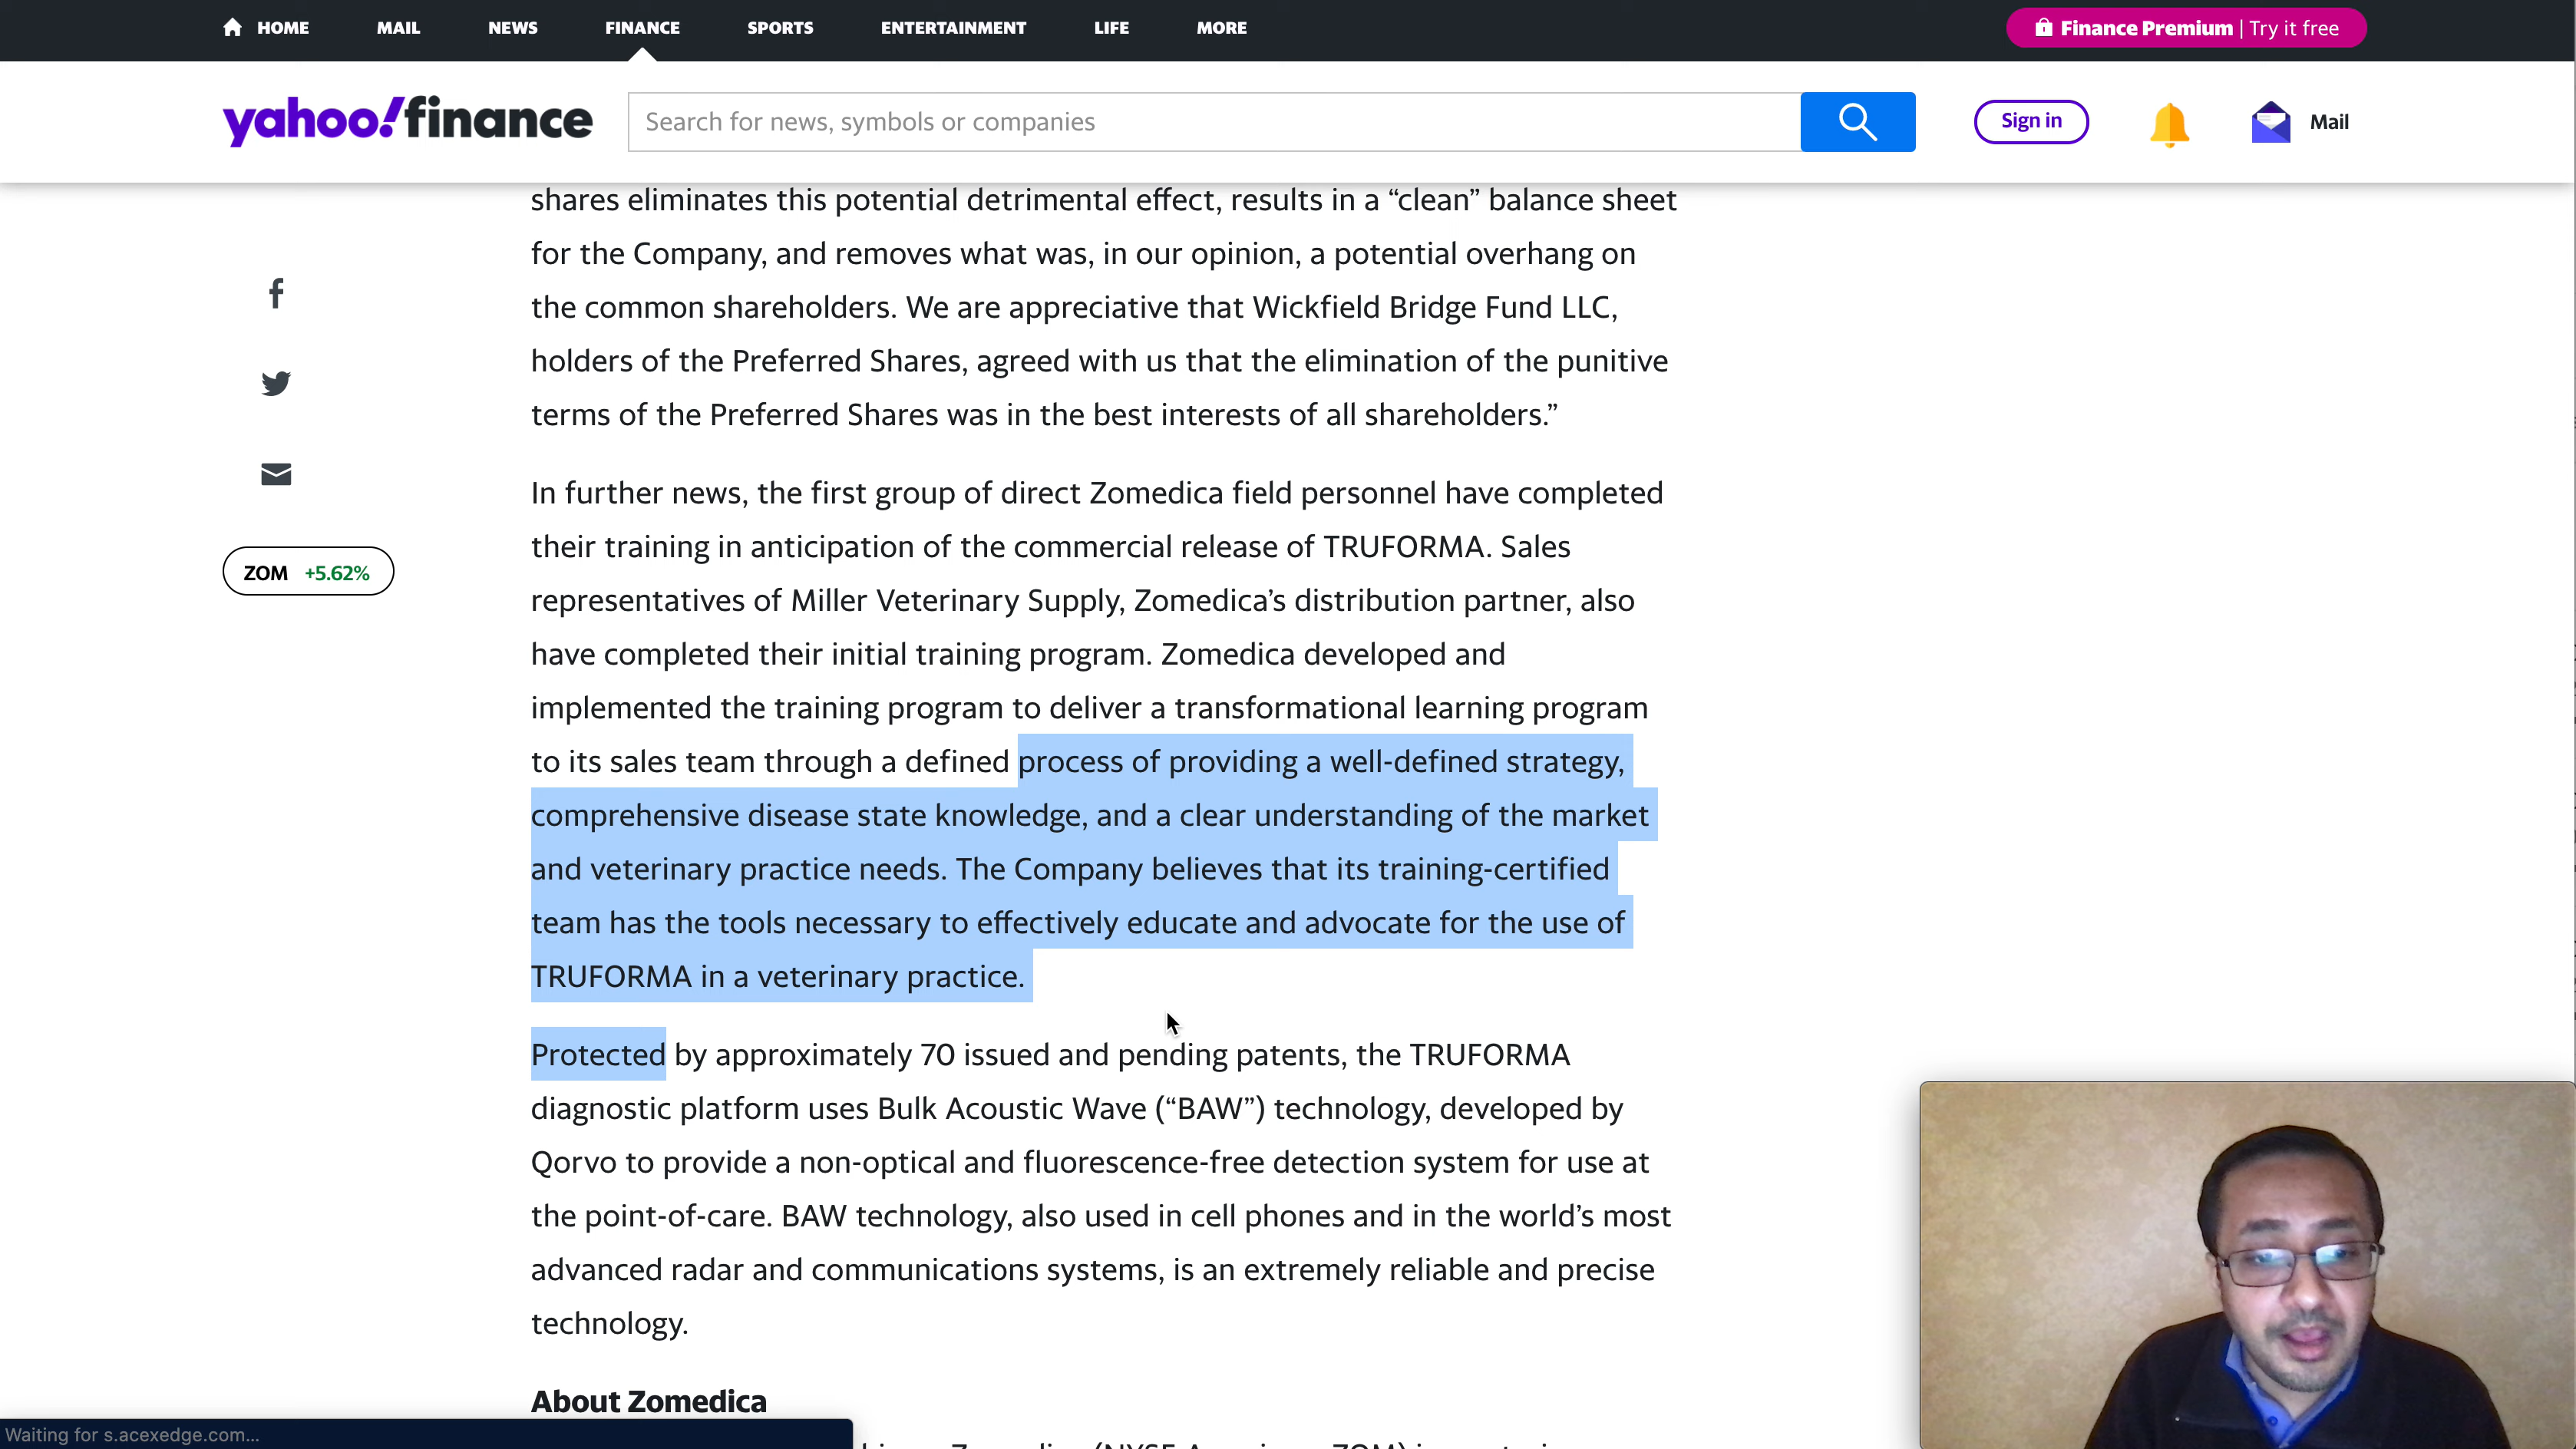 HOME MAIL NEWS FINANCE SPORTS ENTERTAINMENT LIFE MORE Finance Premium | Try it free
yahoo!finance Search for news, symbols or companies Sign in Mail
shares eliminates this potential detrimental effect, results in a “clean” balance sheet
for the Company, and removes what was, in our opinion, a potential overhang on
the common shareholders. We are appreciative that Wickfield Bridge Fund LLC,
holders of the Preferred Shares, agreed with us that the elimination of the punitive
terms of the Preferred Shares was in the best interests of all shareholders.”
ZOM +5.62%
In further news, the first group of direct Zomedica field personnel have completed
their training in anticipation of the commercial release of TRUFORMA. Sales
representatives of Miller Veterinary Supply, Zomedica’s distribution partner, also
have completed their initial training program. Zomedica developed and
implemented the training program to deliver a transformational learning program
to its sales team through a defined process of providing a well-defined strategy,
comprehensive disease state knowledge, and a clear understanding of the market
and veterinary practice needs. The Company believes that its training-certified
team has the tools necessary to effectively educate and advocate for the use of
TRUFORMA in a veterinary practice.
Protected by approximately 70 issued and pending patents, the TRUFORMA
diagnostic platform uses Bulk Acoustic Wave (“BAW”) technology, developed by
Qorvo to provide a non-optical and fluorescence-free detection system for use at
the point-of-care. BAW technology, also used in cell phones and in the world’s most
advanced radar and communications systems, is an extremely reliable and precise
technology.
About Zomedica
Waiting for s.acexedge.com...